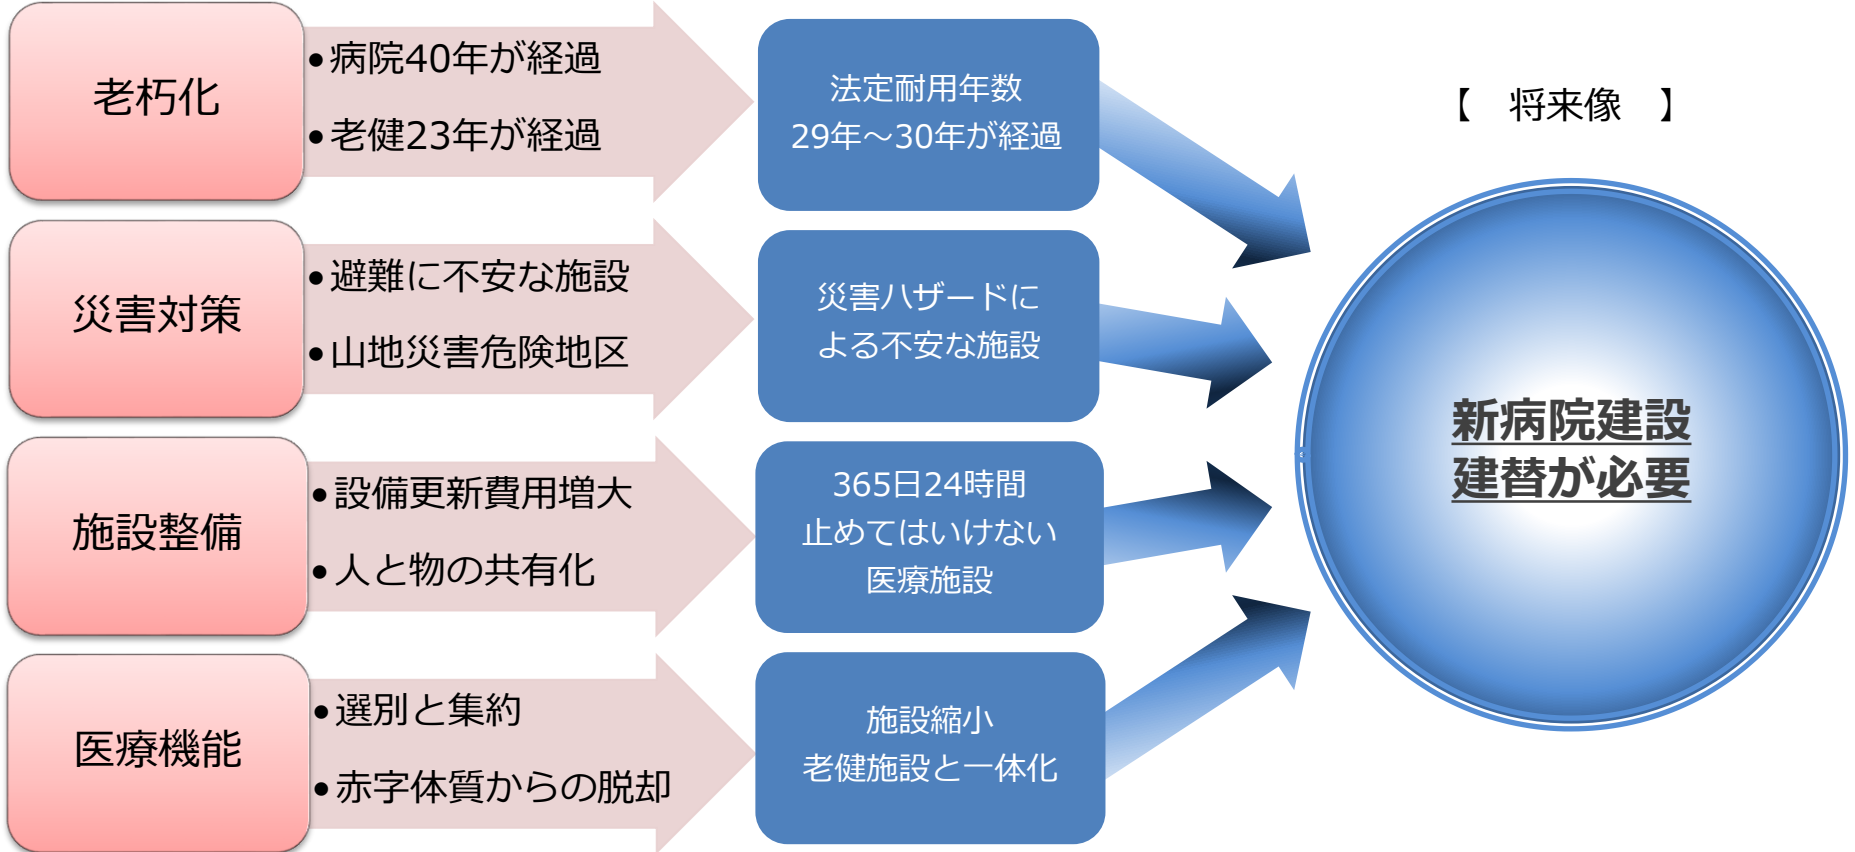 老朽化
•病院40年が経過
•老健23年が経過
法定耐用年数
29年～30年が経過
災害対策
•避難に不安な施設
•山地災害危険地区
災害ハザードに
よる不安な施設
施設整備
•設備更新費用増大
•人と物の共有化
365日24時間
止めてはいけない
医療施設
医療機能
•選別と集約
•赤字体質からの脱却
施設縮小
老健施設と一体化
【　将来像　】
新病院建設
建替が必要